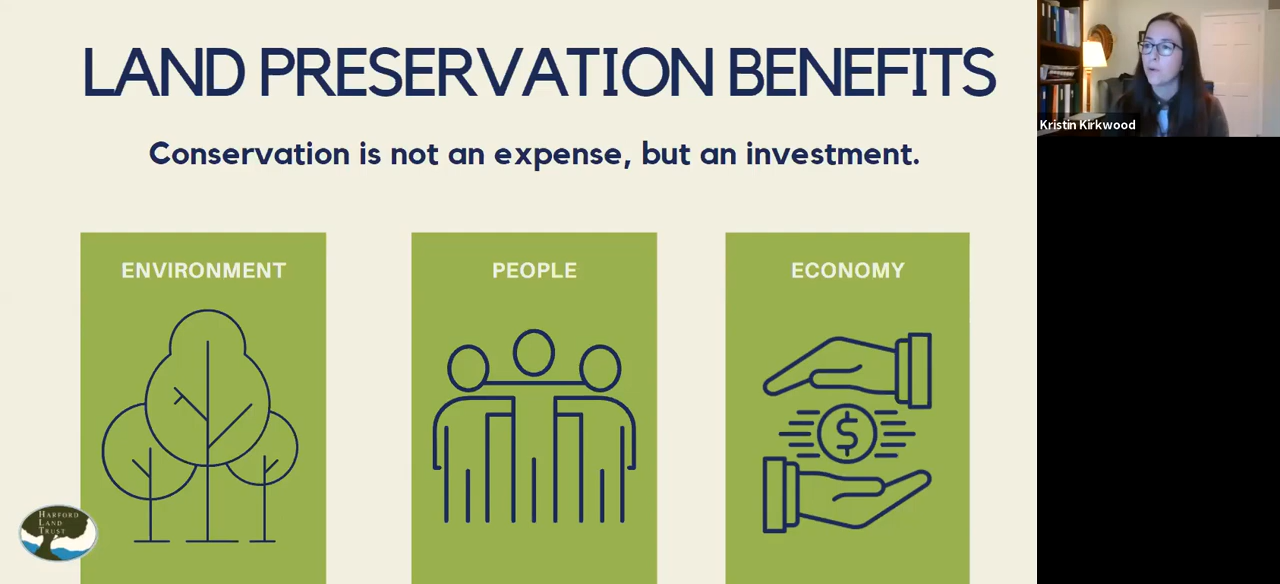 LAND PRESERVATION BENEFITS
Conservation is not an expense, but an investment.
ENVIRONMENT
PEOPLE
ECONOMY
$
HARFORD
LAND
TRUST
Kristin Kirkwood